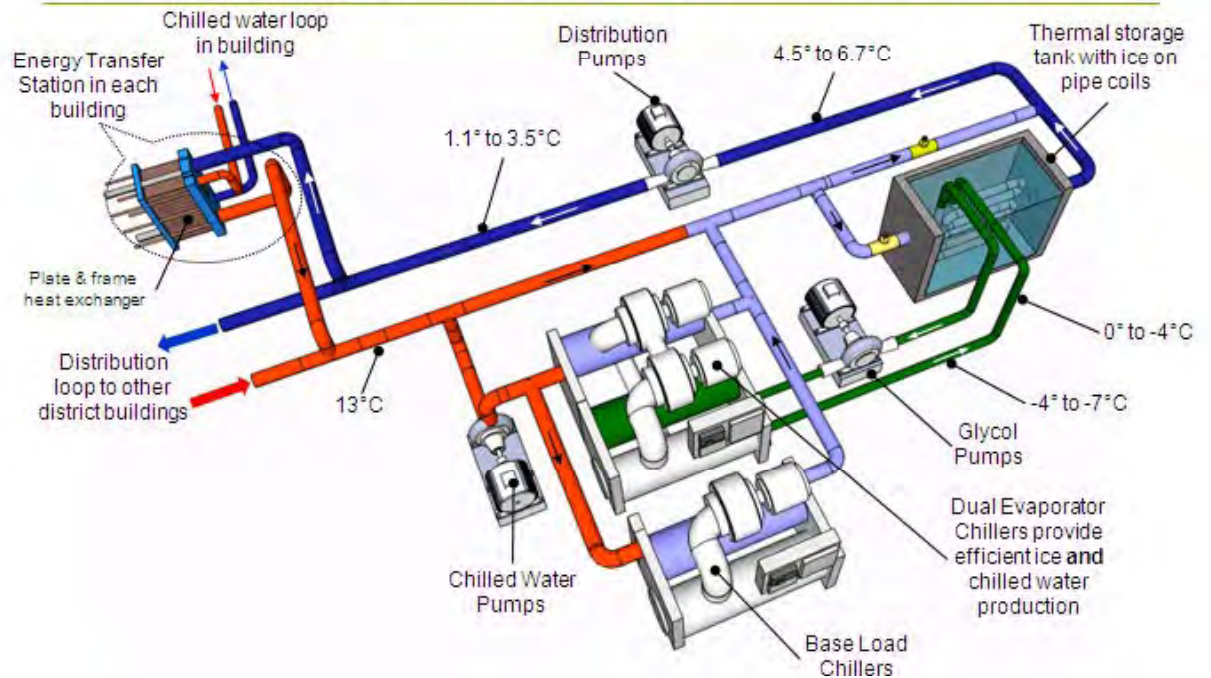 Chilled water loop
in building
Energy Transfer
Station in each
building
Distribution
Pumps
4.5° to 6.7°C
Thermal storage
tank with ice on
pipe coils
1.1° to 3.5°C
Plate & frame
heat exchanger
Distribution
loop to other
district buildings
13°C
0° to -4°C
-4° to -7°C
Glycol
Pumps
Chilled Water
Pumps
Dual Evaporator
Chillers provide
efficient ice and
chilled water
production
Base Load
Chillers